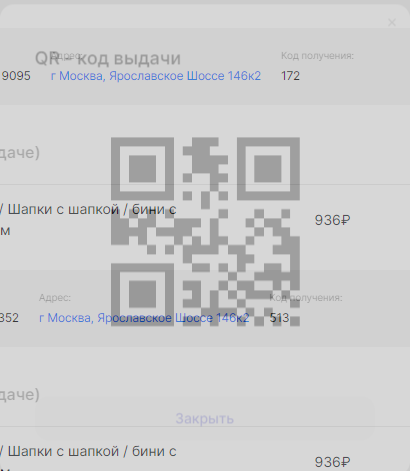 ×
QR - код выдачи
Адрес: Код получения:
9095 г Москва, Ярославское Шоссе 146к2 172
даче)
/ Шапки с шапкой / бини с
м
936₽
Адрес: Код получения:
352 г Москва, Ярославское Шоссе 146к2 513
даче)
Закрыть
/ Шапки с шапкой / бини с
936₽